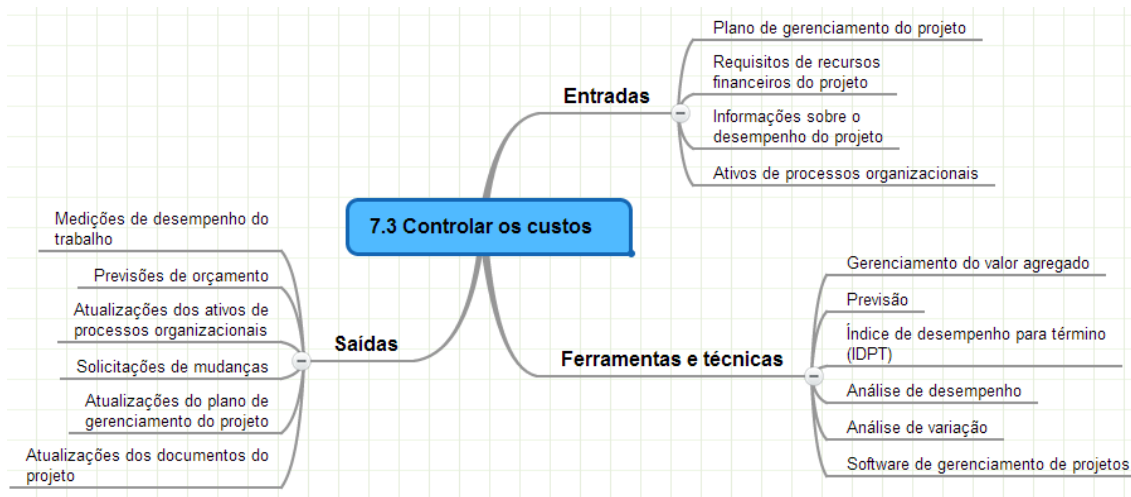 7.3 Controlar os custos
Entradas
Plano de gerenciamento do projeto
Requisitos de recursos
financeiros do projeto
Informações sobre o
desempenho do projeto
Ativos de processos organizacionais
Ferramentas e técnicas
Gerenciamento do valor agregado
Previsão
Índice de desempenho para término
(IDPT)
Análise de desempenho
Análise de variação
Software de gerenciamento de projetos
Saídas
Medições de desempenho do
trabalho
Previsões de orçamento
Atualizações dos ativos de
processos organizacionais
Solicitações de mudanças
Atualizações do plano de
gerenciamento do projeto
Atualizações dos documentos do
projeto